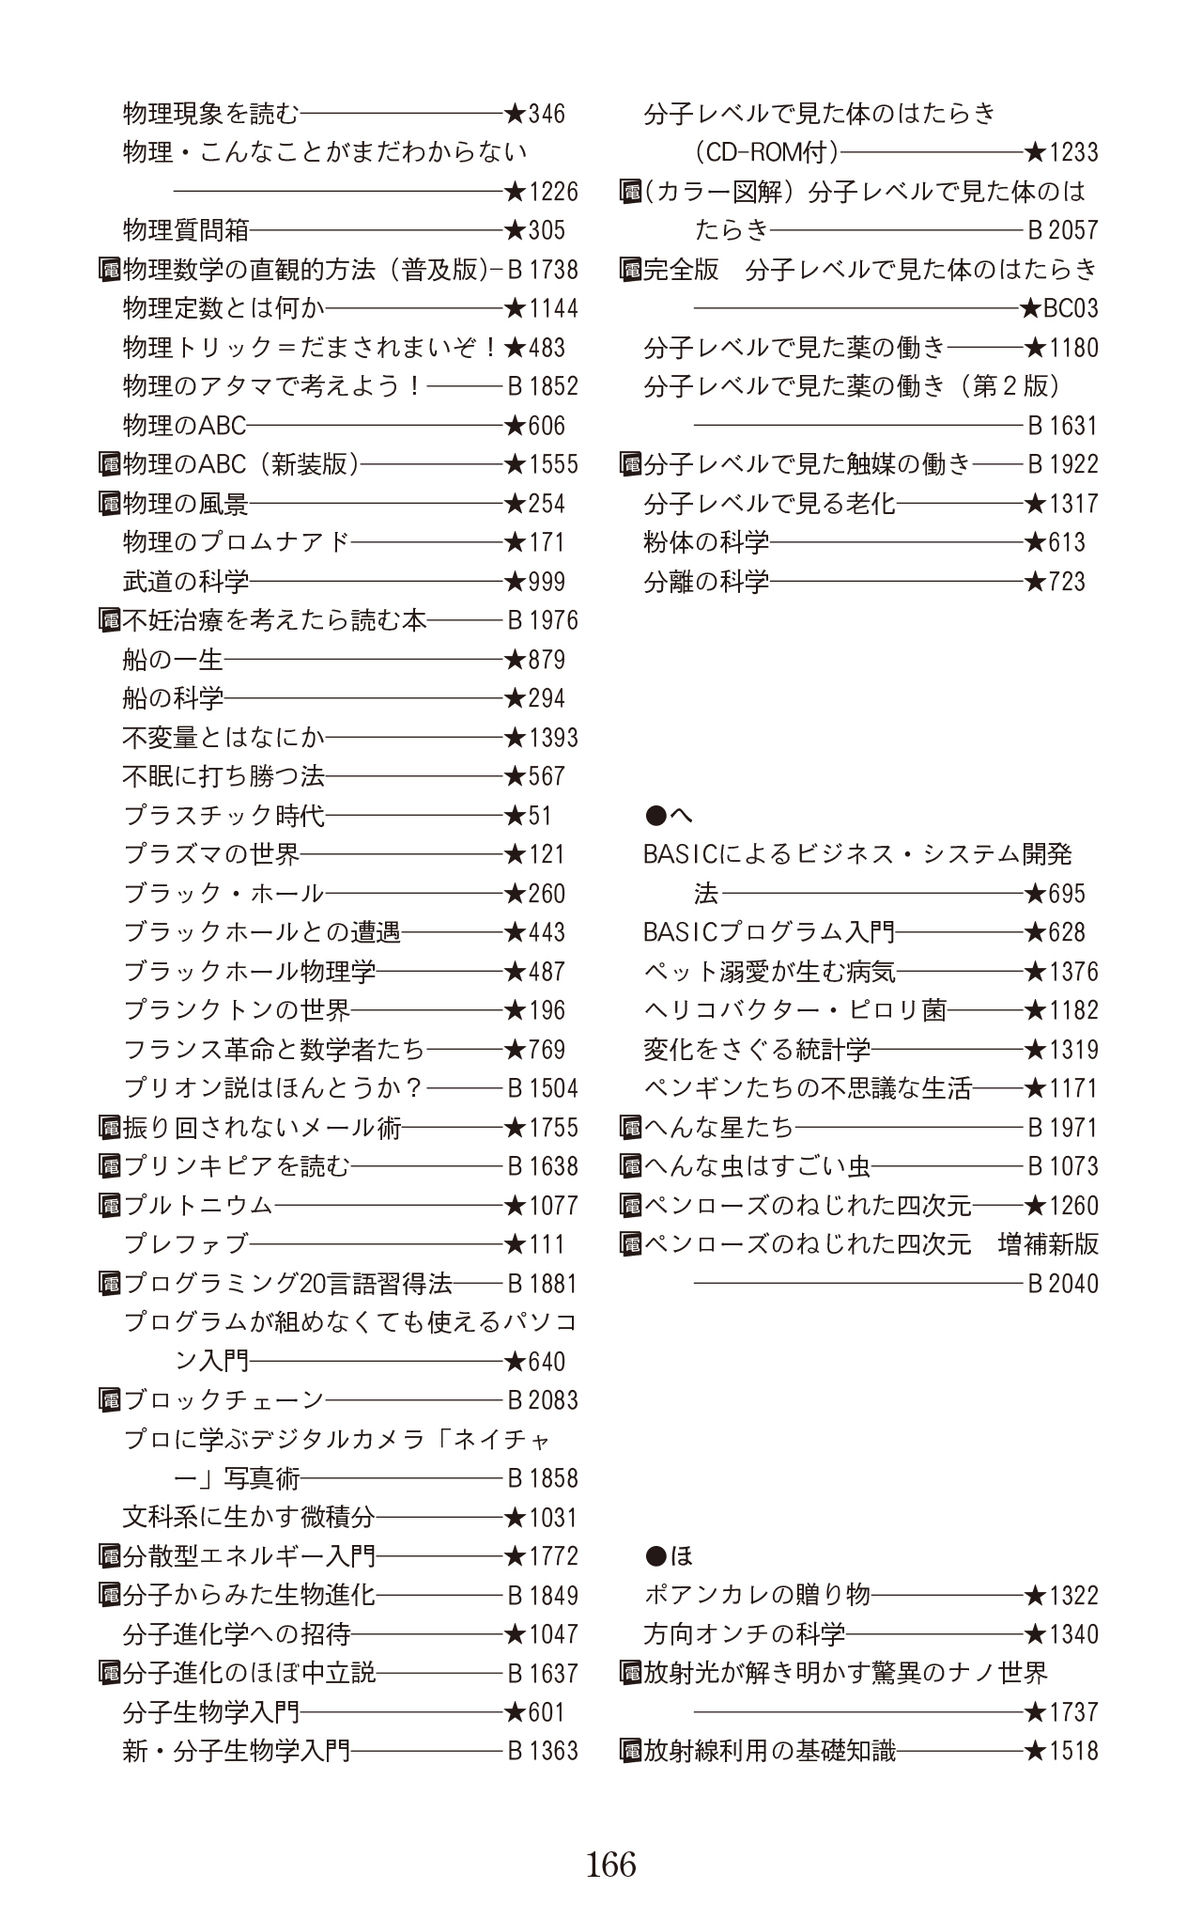 物理現象を読む――――――――★346
物理・こんなことがまだわからない
―――――――――――――★1226
物理質問箱――――――――――★305
電物理数学の直観的方法（普及版）―B 1738
物理定数とは何か―――――――★1144
物理トリック＝だまされまいぞ！★483
物理のアタマで考えよう！―――B 1852
物理のABC――――――――――★606
電物理のABC（新装版）―――――★1555
電物理の風景――――――――――★254
物理のプロムナアド――――――★171
武道の科学――――――――――★999
電不妊治療を考えたら読む本―――B 1976
船の一生―――――――――――★879
船の科学―――――――――――★294
不変量とはなにか―――――――★1393
不眠に打ち勝つ法―――――――★567
プラスチック時代―――――――★51
プラズマの世界――――――――★121
ブラック・ホール―――――――★260
ブラックホールとの遭遇――――★443
ブラックホール物理学―――――★487
プランクトンの世界――――――★196
フランス革命と数学者たち―――★769
プリオン説はほんとうか？―――B 1504
電振り回されないメール術――――★1755
電プリンキピアを読む――――――B 1638
電プルトニウム―――――――――★1077
プレファブ――――――――――★111
電プログラミング20言語習得法――B 1881
プログラムが組めなくても使えるパソコ
ン入門――――――――――★640
電ブロックチェーン―――――――B 2083
プロに学ぶデジタルカメラ「ネイチャ
ー」写真術――――――――B 1858
文科系に生かす微積分―――――★1031
電分散型エネルギー入門―――――★1772
電分子からみた生物進化―――――B 1849
分子進化学への招待――――――★1047
電分子進化のほぼ中立説―――――B 1637
分子生物学入門――――――――★601
新・分子生物学入門――――――B 1363
分子レベルで見た体のはたらき
（CD-ROM付）―――――――★1233
電（カラー図解）分子レベルで見た体のは
たらき――――――――――B 2057
電完全版　分子レベルで見た体のはたらき
―――――――――――――★BC03
分子レベルで見た薬の働き―――★1180
分子レベルで見た薬の働き（第２版）
―――――――――――――B 1631
電分子レベルで見た触媒の働き――B 1922
分子レベルで見る老化―――――★1317
粉体の科学――――――――――★613
分離の科学――――――――――★723
●へ
BASICによるビジネス・システム開発
法――――――――――――★695
BASICプログラム入門―――――★628
ペット溺愛が生む病気―――――★1376
ヘリコバクター・ピロリ菌―――★1182
変化をさぐる統計学――――――★1319
ペンギンたちの不思議な生活――★1171
電へんな星たち―――――――――B 1971
電へんな虫はすごい虫――――――B 1073
電ペンローズのねじれた四次元――★1260
電ペンローズのねじれた四次元　増補新版
―――――――――――――B 2040
●ほ
ポアンカレの贈り物――――――★1322
方向オンチの科学―――――――★1340
電放射光が解き明かす驚異のナノ世界
―――――――――――――★1737
電放射線利用の基礎知識―――――★1518
166